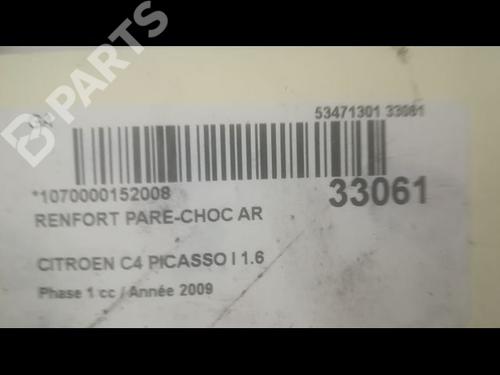 B-PARTS
53471301 33061
*1070000152008
33061
RENFORT PARE-CHOC AR
CITROEN C4 PICASSO I 1.6
Phase 1 cc / Année 2009